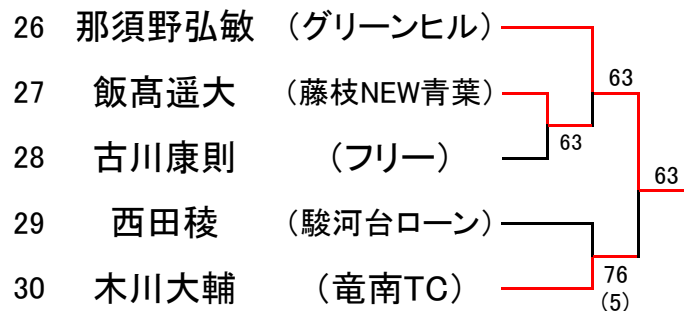 26 那須野弘敏 （グリーンヒル）
27 飯髙遥大 （藤枝NEW青葉）
63
63
28 古川康則 （フリー）
63
29 西田稜 （駿河台ローン）
30 木川大輔 （竜南TC）
76
(5)